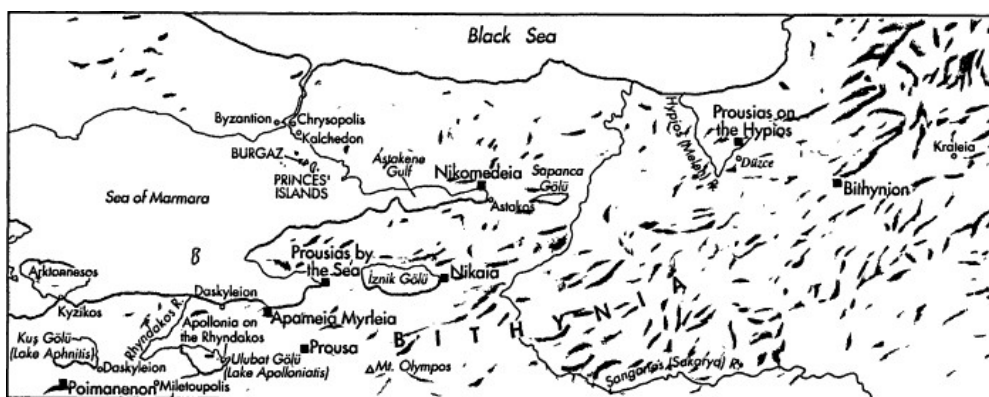 Black Sea
Byzantion
Chrysopolis
Kalchedon
BURGAZ
PRINCES'
ISLANDS
Astakene
Gulf
Nikomedeia
Sapanca
Gölü
Astakos
Hypios (Melen) R.
Prousias on
the Hypios
Düzce
Bithynion
Krateia
Sea of Marmara
Prousias by
the Sea
İznik Gölü
Nikaia
Arktonnesos
Kyzikos
Daskyleion
Rhyndakos R.
Apollonia on
the Rhyndakos
Apameia Myrleia
BITHYNIA
Kuş Gölü
(Lake Aphnitis)
Daskyleion
Ulubat Gölü
(Lake Apolloniatis)
Prousa
Mt. Olympos
Sangarios (Sakarya) R.
Poimanenon
Miletoupolis